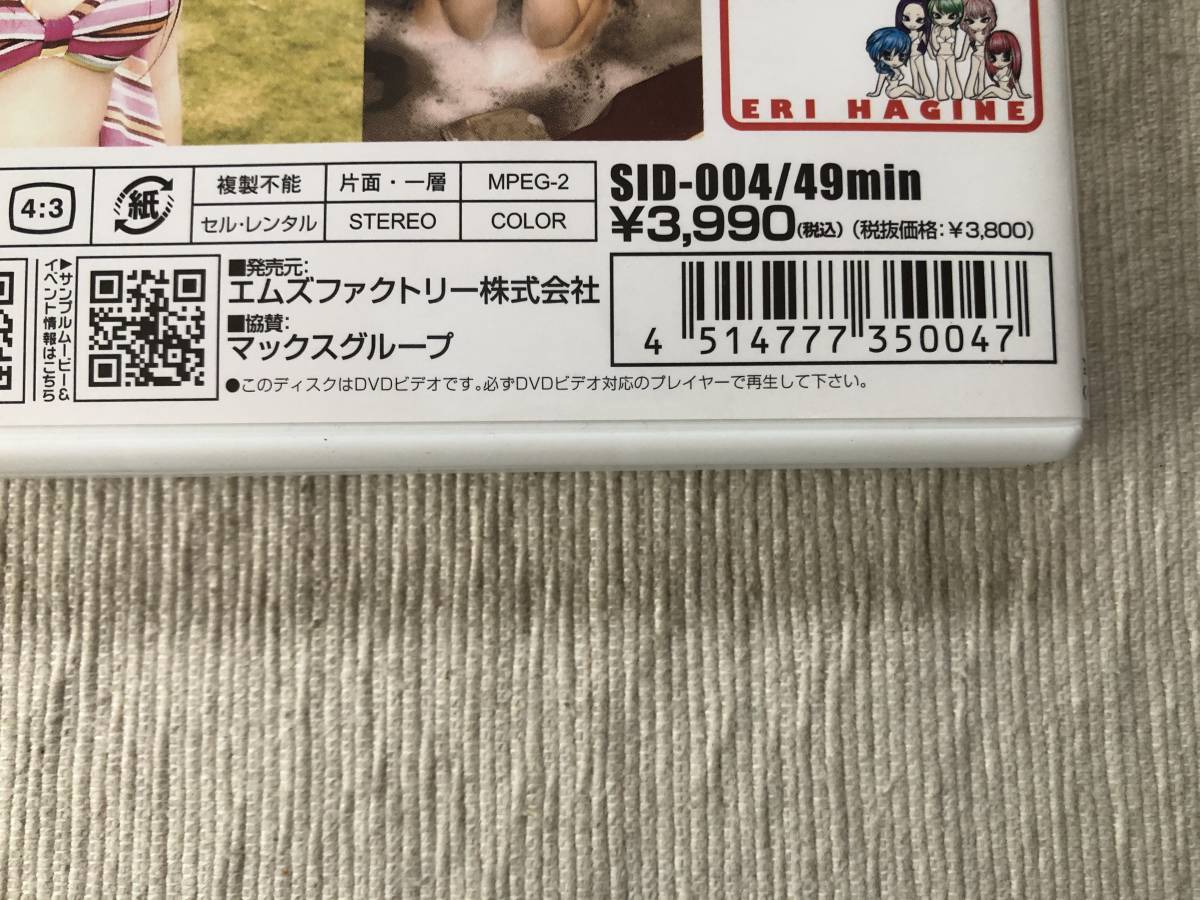 ERI HAGINE
4:3
紙
複製不能
片面・一層
MPEG-2
セル・レンタル
STEREO
COLOR
SID-004/49min
¥3,990(税込)(税抜価格:¥3,800)
▶サンプルムービー&
イベント情報はこちら
■発売元:
エムズファクトリー株式会社
■協賛:
マックスグループ
4 514777 350047
●このディスクはDVDビデオです。必ずDVDビデオ対応のプレイヤーで再生して下さい。